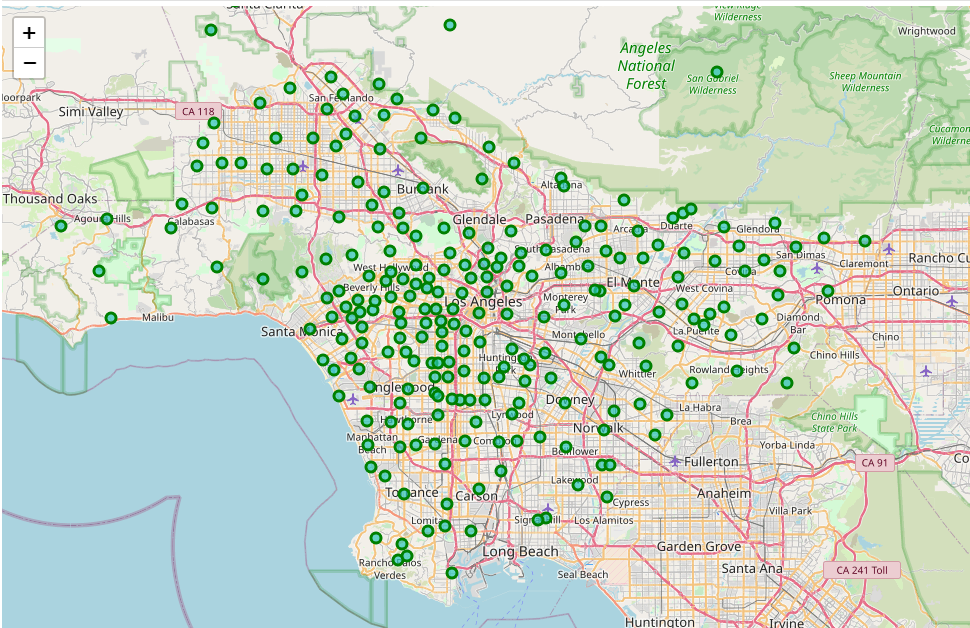 Santa Clarita
Wilderness
Wrightwood
+
−
Angeles
National
Forest
San Gabriel
Wilderness
Sheep Mountain
Wilderness
Simi Valley
CA 118
San Fernando
Thousand Oaks
Agoura Hills
Calabasas
Burbank
Altadena
Glendale
Pasadena
Arcadia
Duarte
Glendora
South Pasadena
San Dimas
Claremont
Rancho Cu
West Hollywood
Alhambra
Covina
Beverly Hills
El Monte
West Covina
Ontario
Los Angeles
Monterey
Park
Pomona
Malibu
Santa Monica
La Puente
Diamond
Bar
Chino
Montebello
Chino Hills
Huntington
Park
Whittier
Rowland Heights
Inglewood
Downey
La Habra
Chino Hills
State Park
Hawthorne
Lynwood
Norwalk
Brea
Manhattan
Beach
Gardena
Compton
Bellflower
Yorba Linda
Fullerton
CA 91
Lakewood
Torrance
Carson
Cypress
Anaheim
Villa Park
Lomita
Signal Hill
Los Alamitos
Garden Grove
Long Beach
Rancho Palos
Verdes
Seal Beach
Santa Ana
CA 241 Toll
Huntington
Irvine